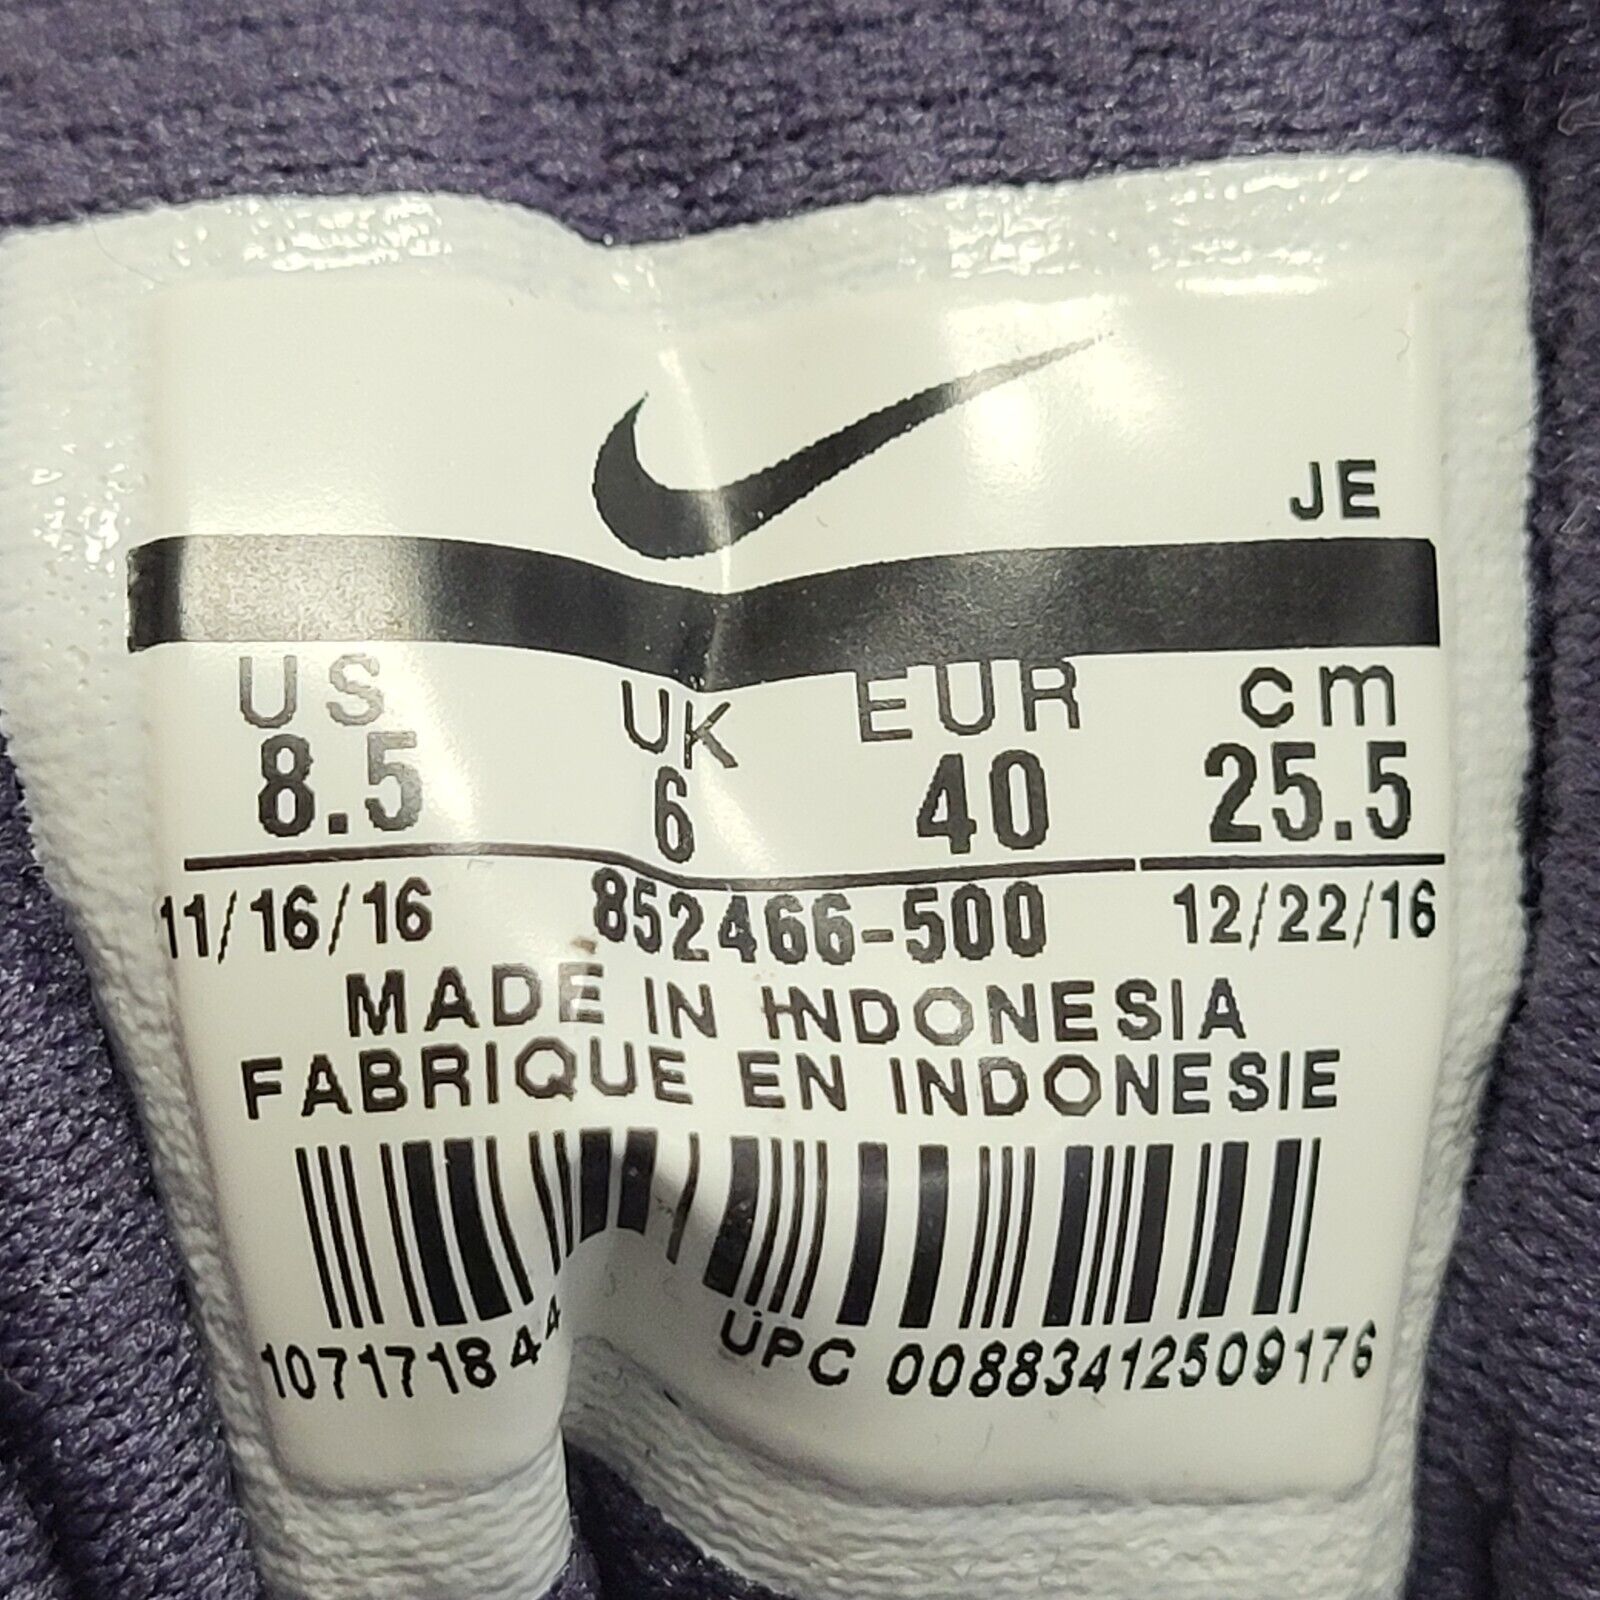 JE
US UK EUR cm
8.5 6 40 25.5
11/16/16 852466-500 12/22/16
MADE IN INDONESIA
FABRIQUE EN INDONESIE
107171844 UPC 00883412509176